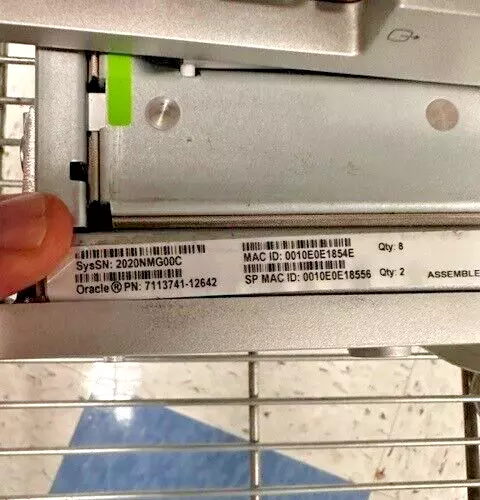 SysSN: 2020NMG00C
Oracle® PN: 7113741-12642
MAC ID: 0010E0E1854E Qty: 8
SP MAC ID: 0010E0E18556 Qty: 2
ASSEMBLE